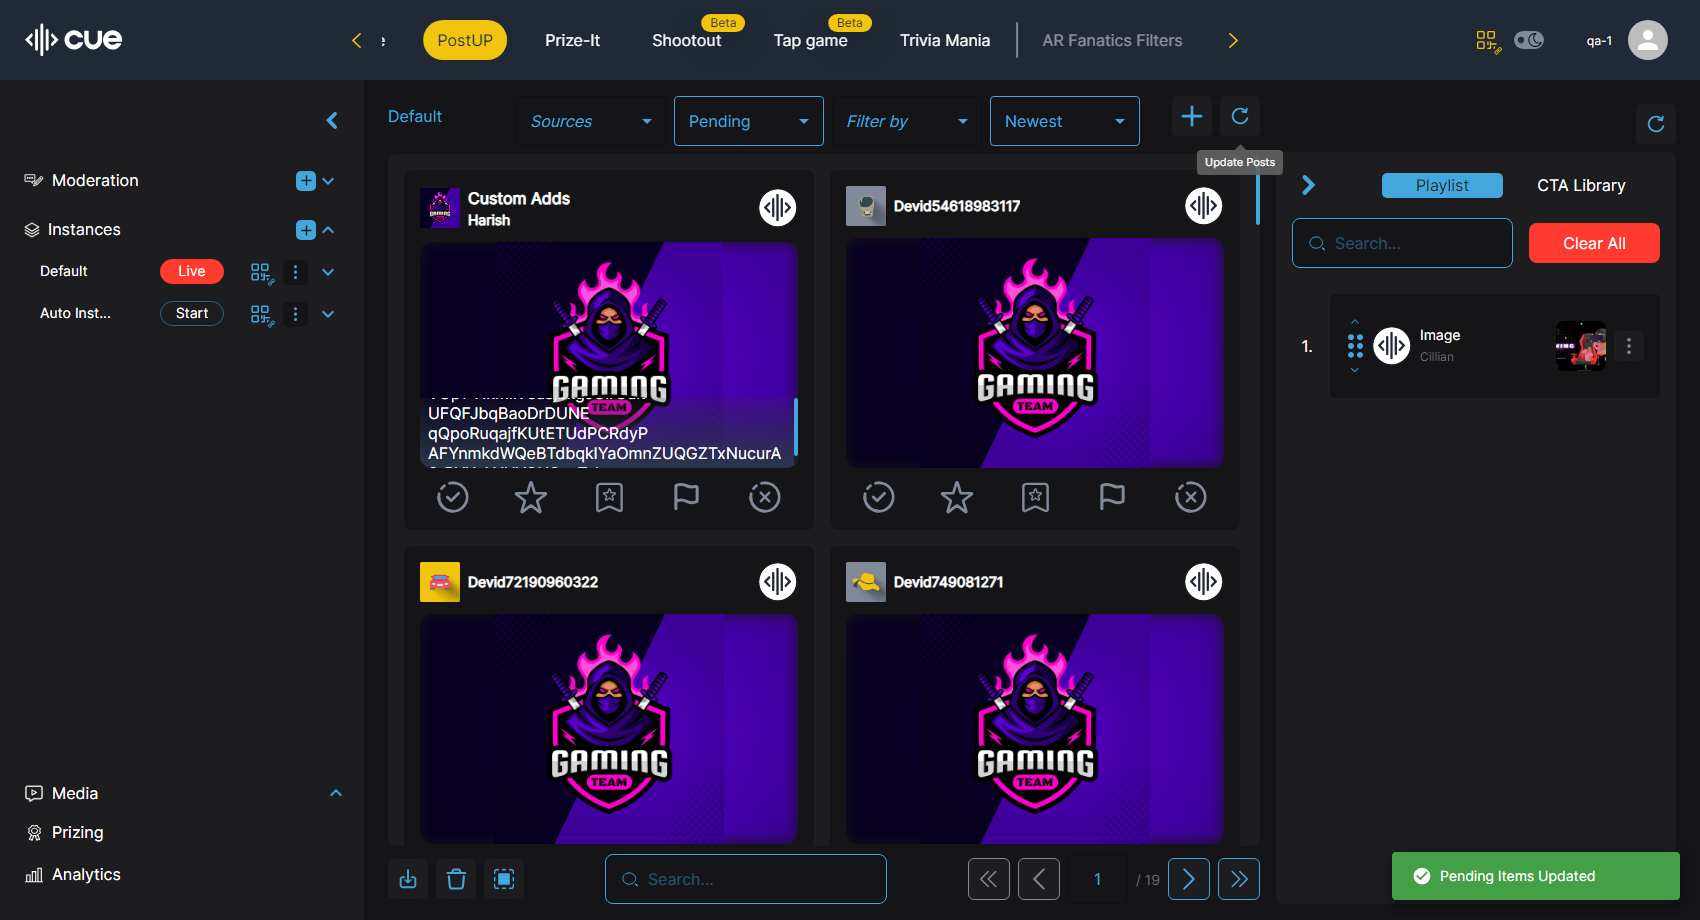 cue
PostUP
Prize-It
Beta
Shootout
Beta
Tap game
Trivia Mania
AR Fanatics Filters
qa-1
Moderation
Instances
Default
Live
Auto Inst...
Start
Media
Prizing
Analytics
Default
Sources
Pending
Filter by
Newest
Update Posts
Custom Adds
Harish
GAMING
TEAM
UFQFJbqBaoDrDUNE
qQpoRuqajfKUtETUdPCRdyP
AFYnmkdWQeBTdbqkIYaOmnZUQGZTxNucurA
Devid54618983117
GAMING
TEAM
Devid72190960322
GAMING
TEAM
Devid749081271
GAMING
TEAM
Search...
1
/ 19
Playlist
CTA Library
Search...
Clear All
1.
Image
Cillian
Pending Items Updated